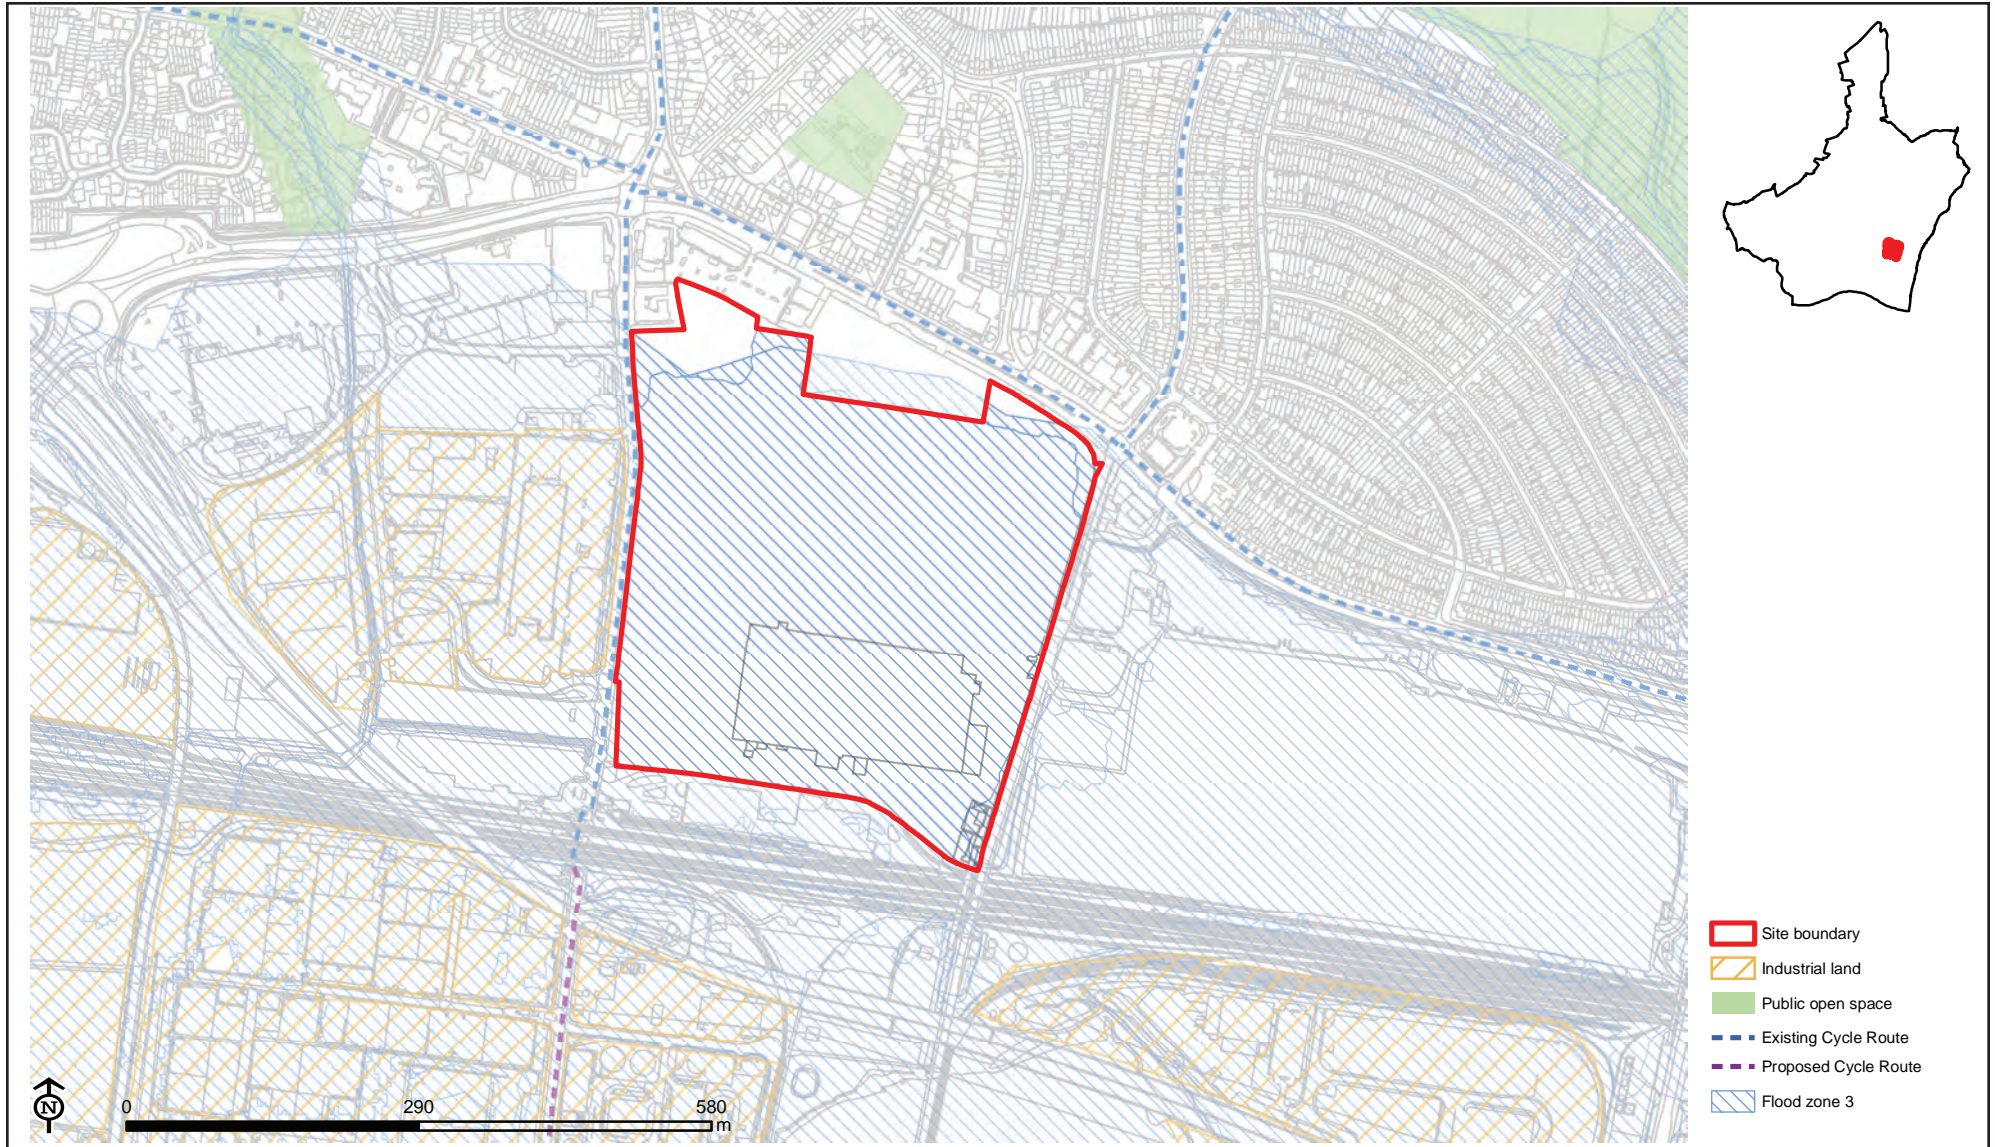 Site boundary
Industrial land
Public open space
Existing Cycle Route
Proposed Cycle Route
Flood zone 3
N
0 290 580
m